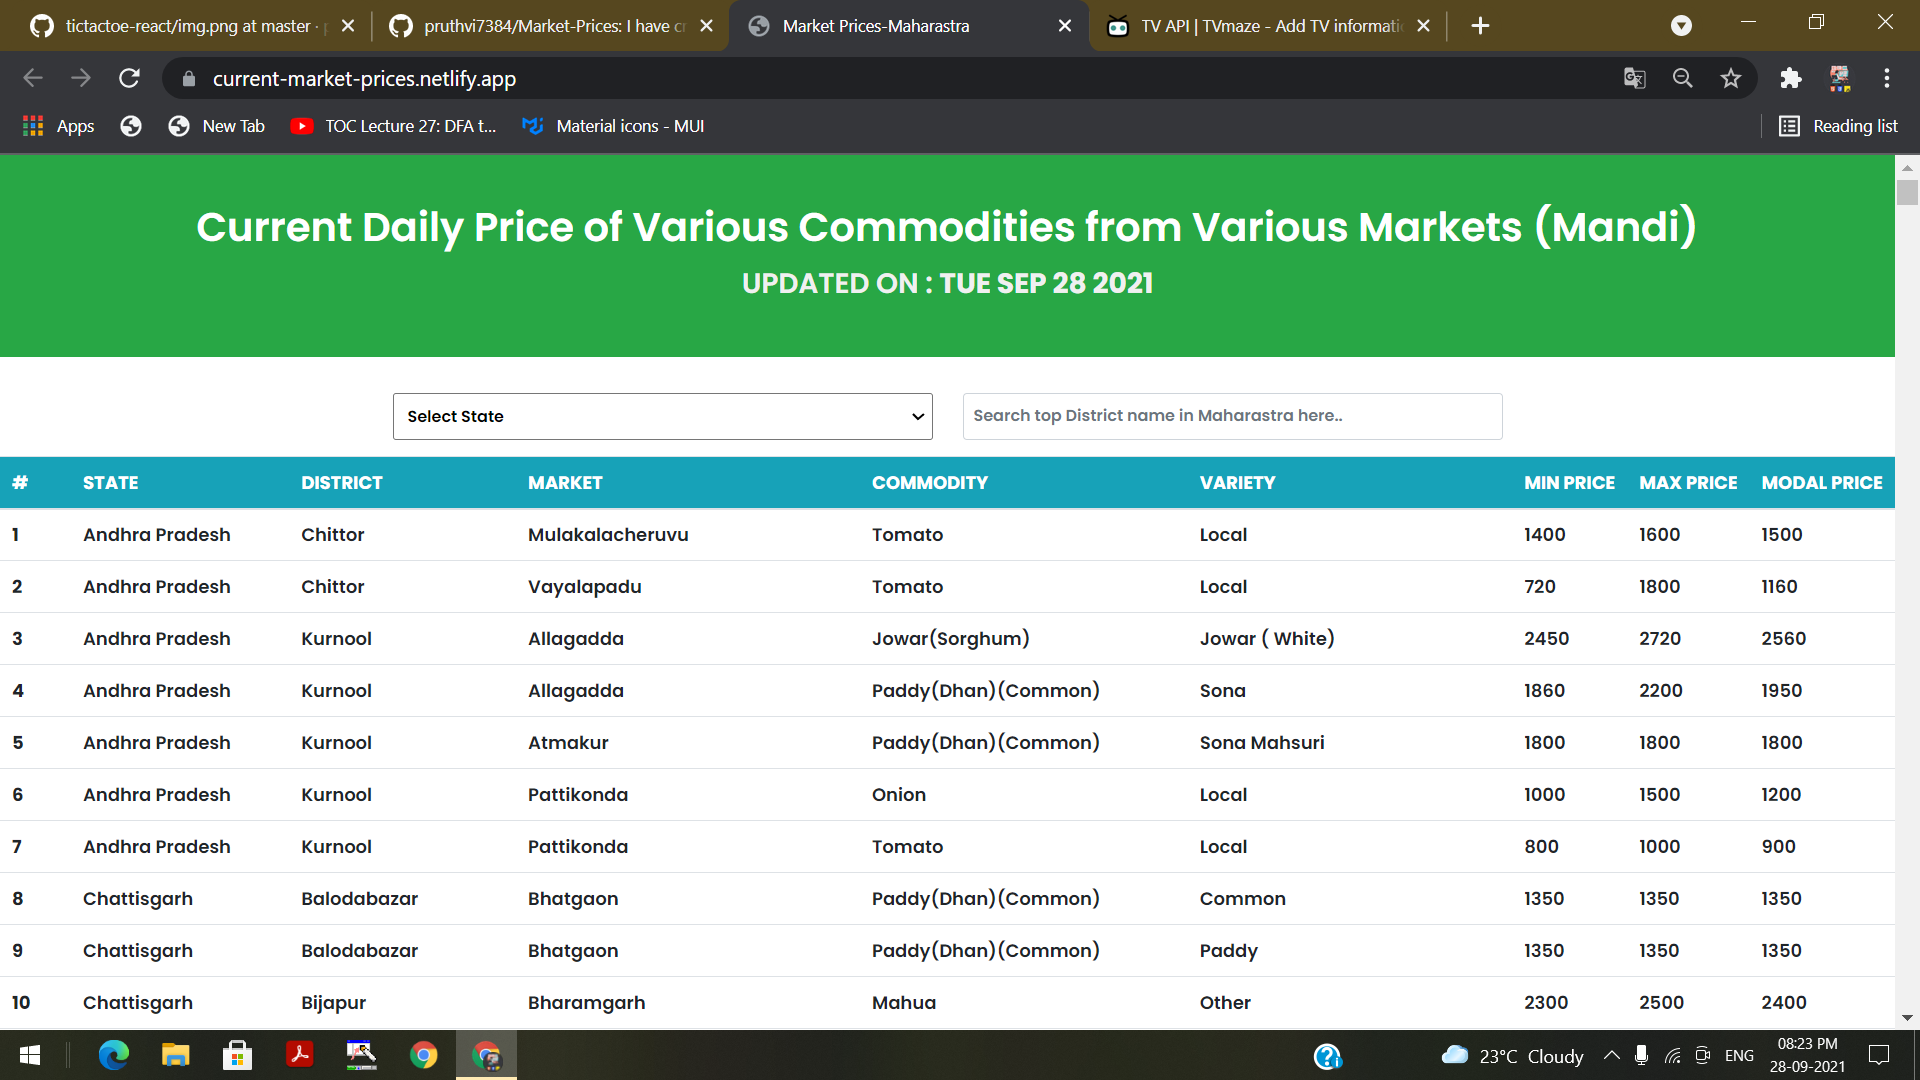 tictactoe-react/img.png at master ·
pruthvi7384/Market-Prices: I have cr
Market Prices-Maharastra
TV API | TVmaze - Add TV informati
current-market-prices.netlify.app
Apps
New Tab
TOC Lecture 27: DFA t...
Material icons - MUI
Reading list
Current Daily Price of Various Commodities from Various Markets (Mandi)
UPDATED ON : TUE SEP 28 2021
Select State
Search top District name in Maharastra here..
# STATE DISTRICT MARKET COMMODITY VARIETY MIN PRICE MAX PRICE MODAL PRICE
1 Andhra Pradesh Chittor Mulakalacheruvu Tomato Local 1400 1600 1500
2 Andhra Pradesh Chittor Vayalapadu Tomato Local 720 1800 1160
3 Andhra Pradesh Kurnool Allagadda Jowar(Sorghum) Jowar ( White) 2450 2720 2560
4 Andhra Pradesh Kurnool Allagadda Paddy(Dhan)(Common) Sona 1860 2200 1950
5 Andhra Pradesh Kurnool Atmakur Paddy(Dhan)(Common) Sona Mahsuri 1800 1800 1800
6 Andhra Pradesh Kurnool Pattikonda Onion Local 1000 1500 1200
7 Andhra Pradesh Kurnool Pattikonda Tomato Local 800 1000 900
8 Chattisgarh Balodabazar Bhatgaon Paddy(Dhan)(Common) Common 1350 1350 1350
9 Chattisgarh Balodabazar Bhatgaon Paddy(Dhan)(Common) Paddy 1350 1350 1350
10 Chattisgarh Bijapur Bharamgarh Mahua Other 2300 2500 2400
23°C Cloudy
ENG
08:23 PM
28-09-2021